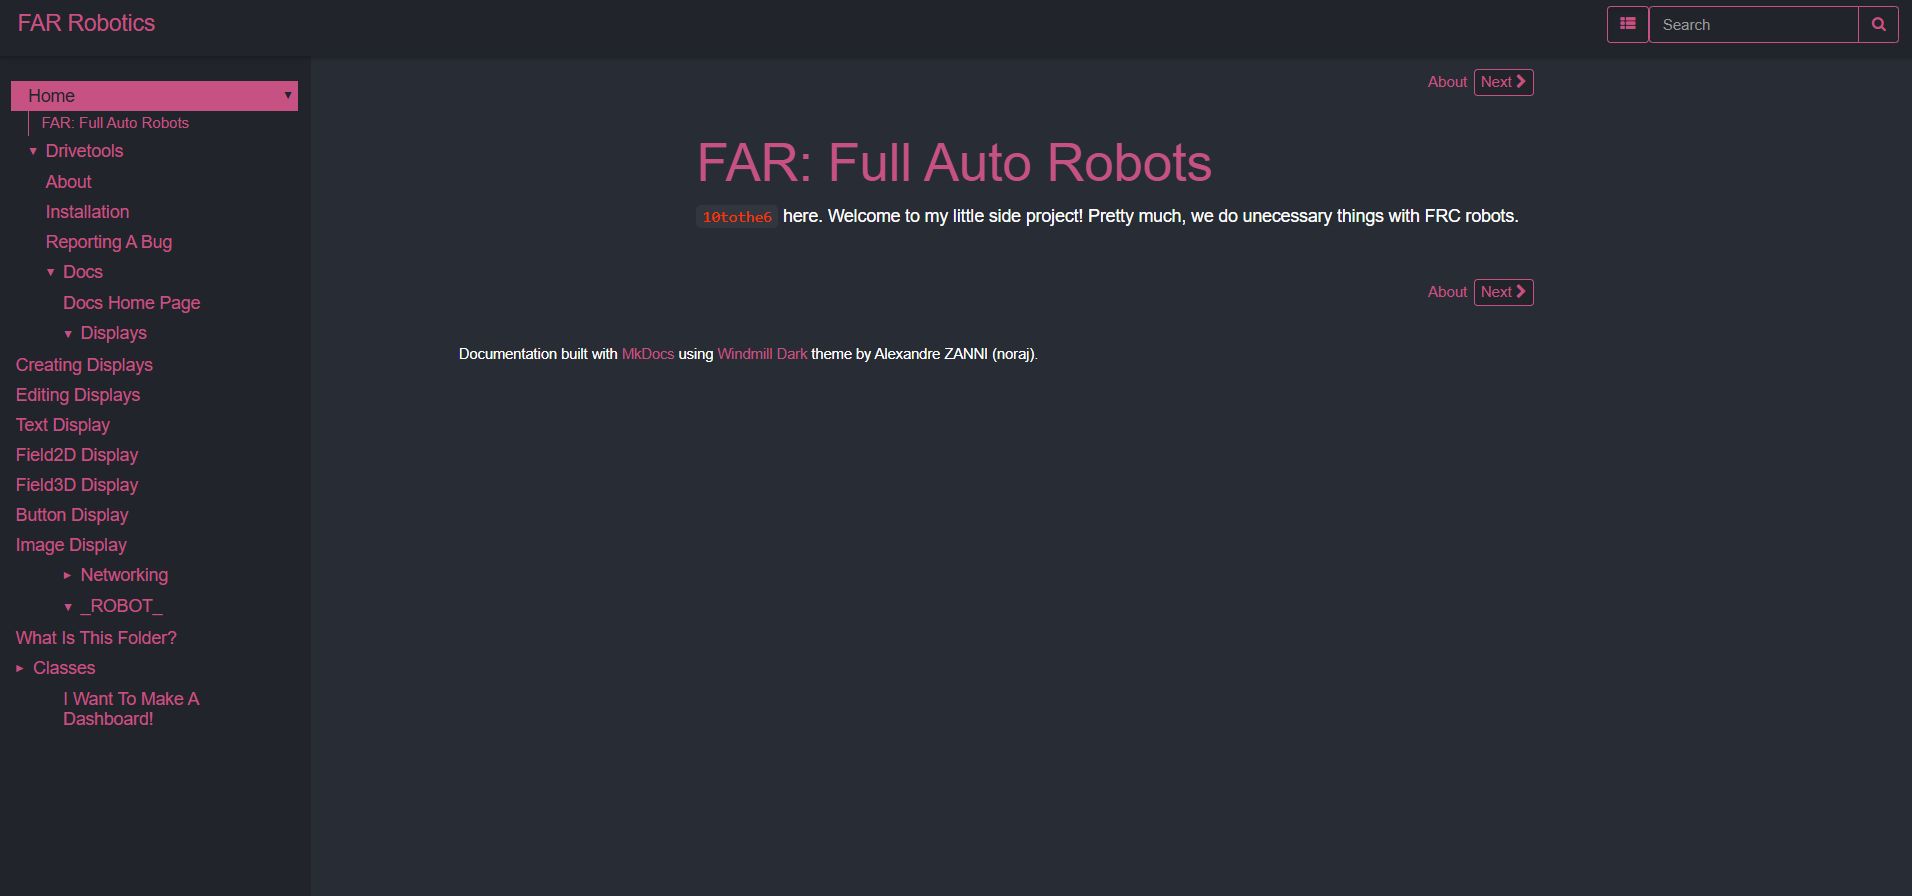 FAR Robotics
Search
Home
FAR: Full Auto Robots
Drivetools
About
Installation
Reporting A Bug
Docs
Docs Home Page
Displays
Creating Displays
Editing Displays
Text Display
Field2D Display
Field3D Display
Button Display
Image Display
Networking
_ROBOT_
What Is This Folder?
Classes
I Want To Make A
Dashboard!
About Next
FAR: Full Auto Robots
10tothe6 here. Welcome to my little side project! Pretty much, we do unecessary things with FRC robots.
About Next
Documentation built with MkDocs using Windmill Dark theme by Alexandre ZANNI (noraj).